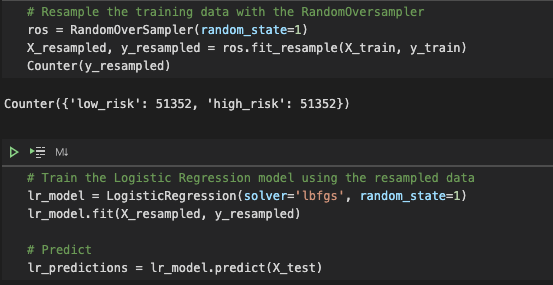 # Resample the training data with the RandomOversampler
ros = RandomOverSampler(random_state=1)
X_resampled, y_resampled = ros.fit_resample(X_train, y_train)
Counter(y_resampled)
Counter({'low_risk': 51352, 'high_risk': 51352})
M↓
# Train the Logistic Regression model using the resampled data
lr_model = LogisticRegression(solver='lbfgs', random_state=1)
lr_model.fit(X_resampled, y_resampled)
# Predict
lr_predictions = lr_model.predict(X_test)